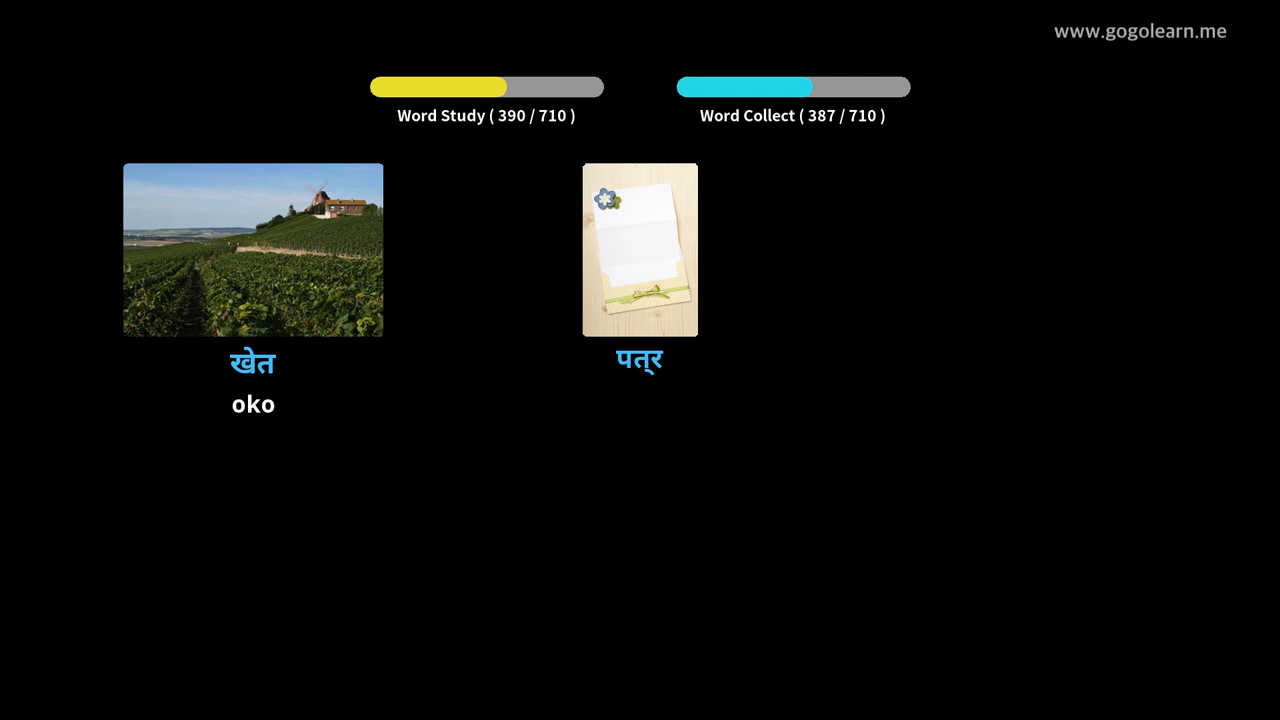 www.gogolearn.me
Word Study ( 390 / 710 )
Word Collect ( 387 / 710 )
खेत
पत्र
oko